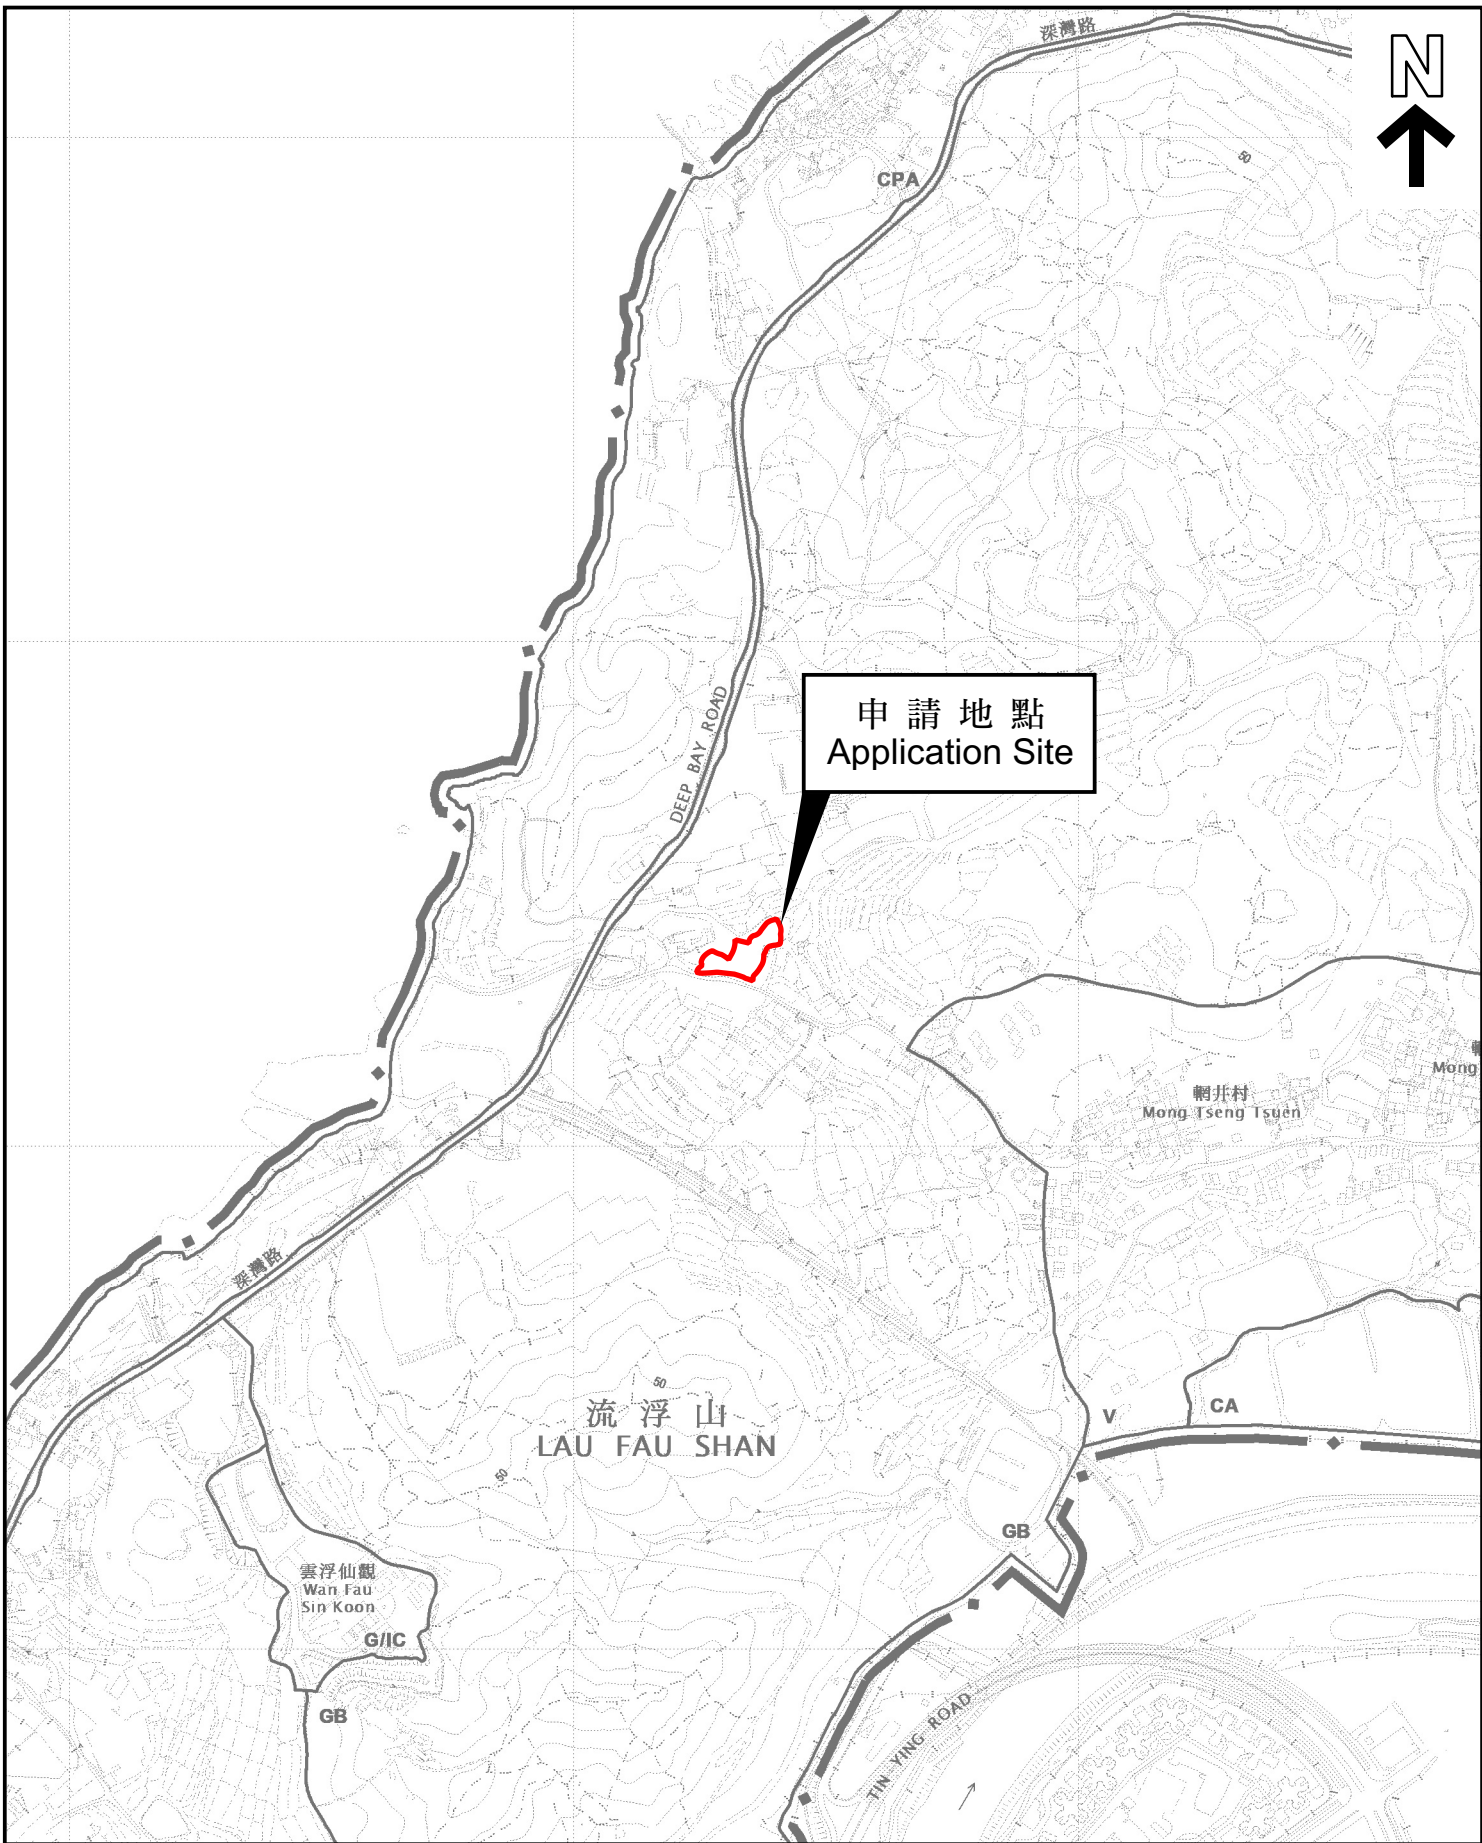 深灣路
N
50
CPA
申請地點
Application Site
DEEP BAY ROAD
Mong
輞井村
Mong Tseng Tsuen
深灣路
50
流浮山
LAU FAU SHAN
50
V
CA
GB
雲浮仙觀
Wan Fau
Sin Koon
G/IC
GB
TIN YING ROAD